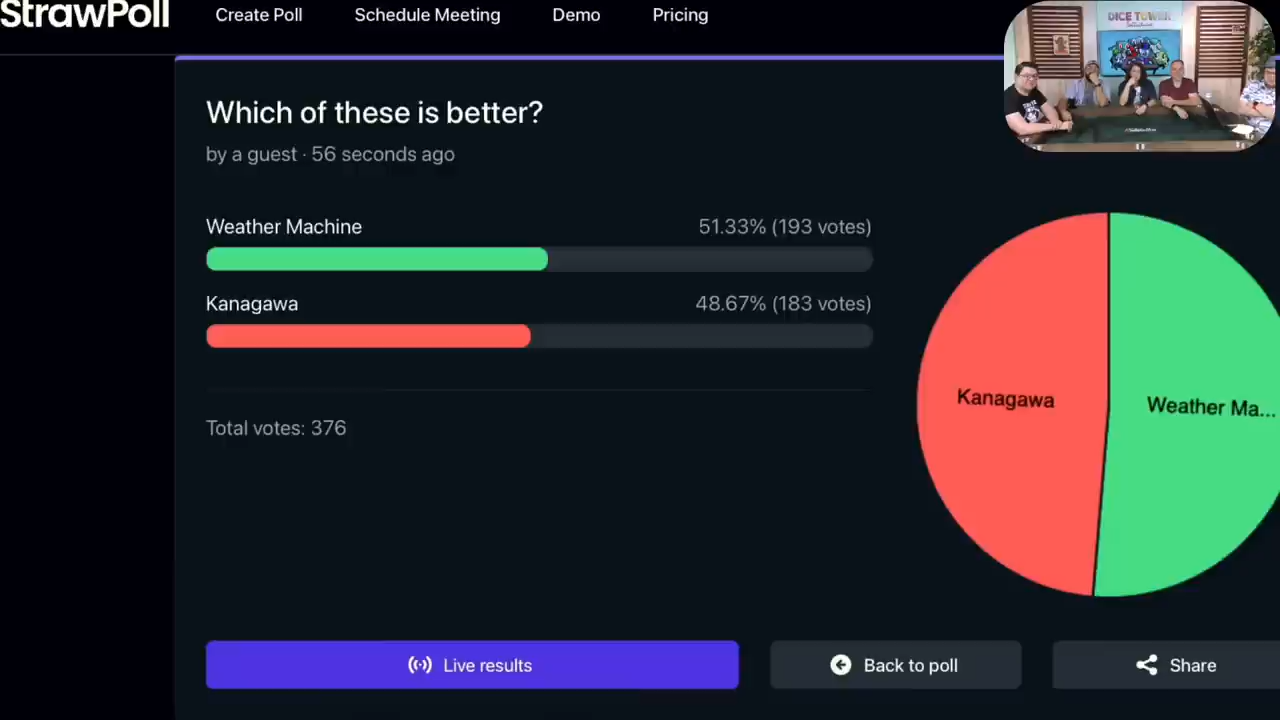 StrawPoll
Create Poll
Schedule Meeting
Demo
Pricing
DICE TOWER
Which of these is better?
by a guest · 56 seconds ago
Weather Machine
51.33% (193 votes)
Kanagawa
48.67% (183 votes)
Total votes: 376
Kanagawa
Weather Ma...
Live results
Back to poll
Share